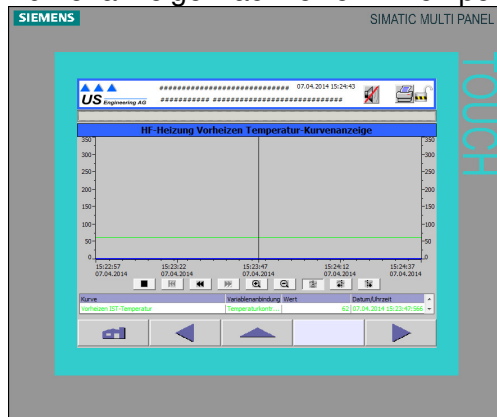 SIEMENS
SIMATIC MULTI PANEL
TOUCH
US Engineering AG
############################## 07.04.2014 15:24:43
########### #############################
HF-Heizung Vorheizen Temperatur-Kurvenanzeige
350 350
300 300
250 250
200 200
150 150
100 100
50 50
0 0
15:22:57 15:23:22 15:23:47 15:24:12 15:24:37
07.04.2014 07.04.2014 07.04.2014 07.04.2014 07.04.2014
Kurve Variablenanbindung Wert Datum/Uhrzeit
Vorheizen IST-Temperatur Temperaturkontr... 62 07.04.2014 15:23:47:566